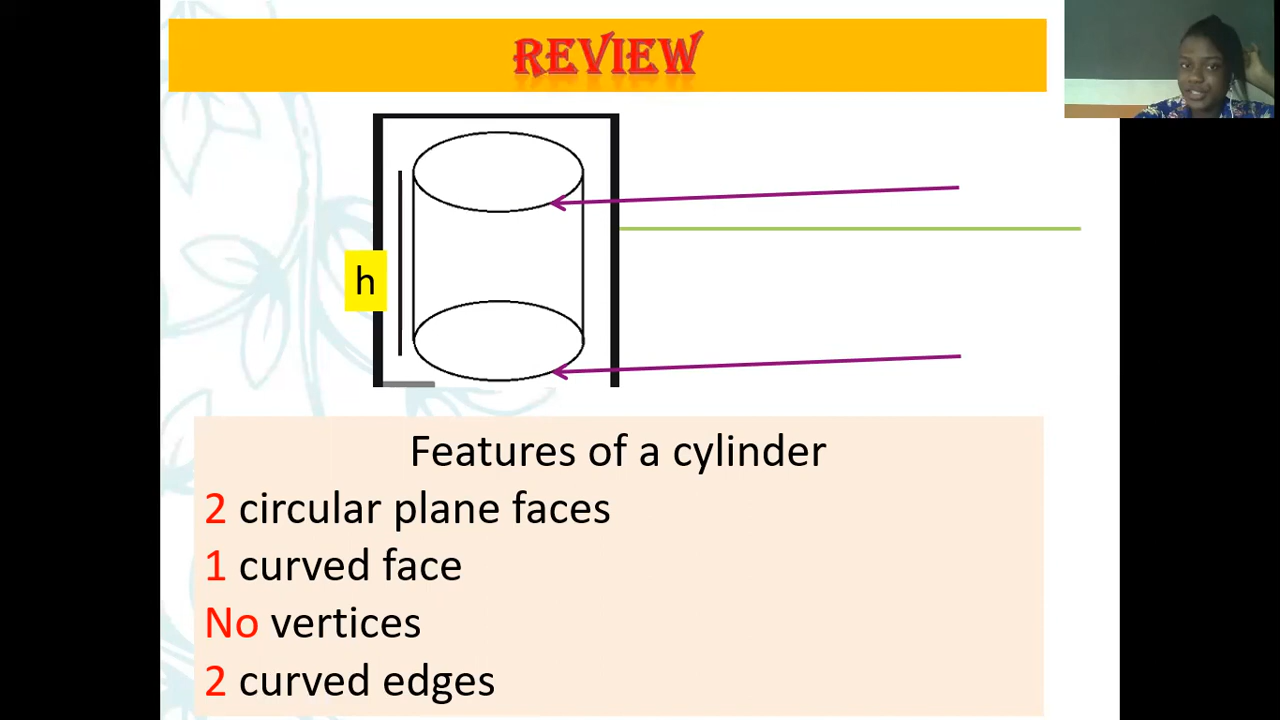 REVIEW
h
Features of a cylinder
2 circular plane faces
1 curved face
No vertices
2 curved edges